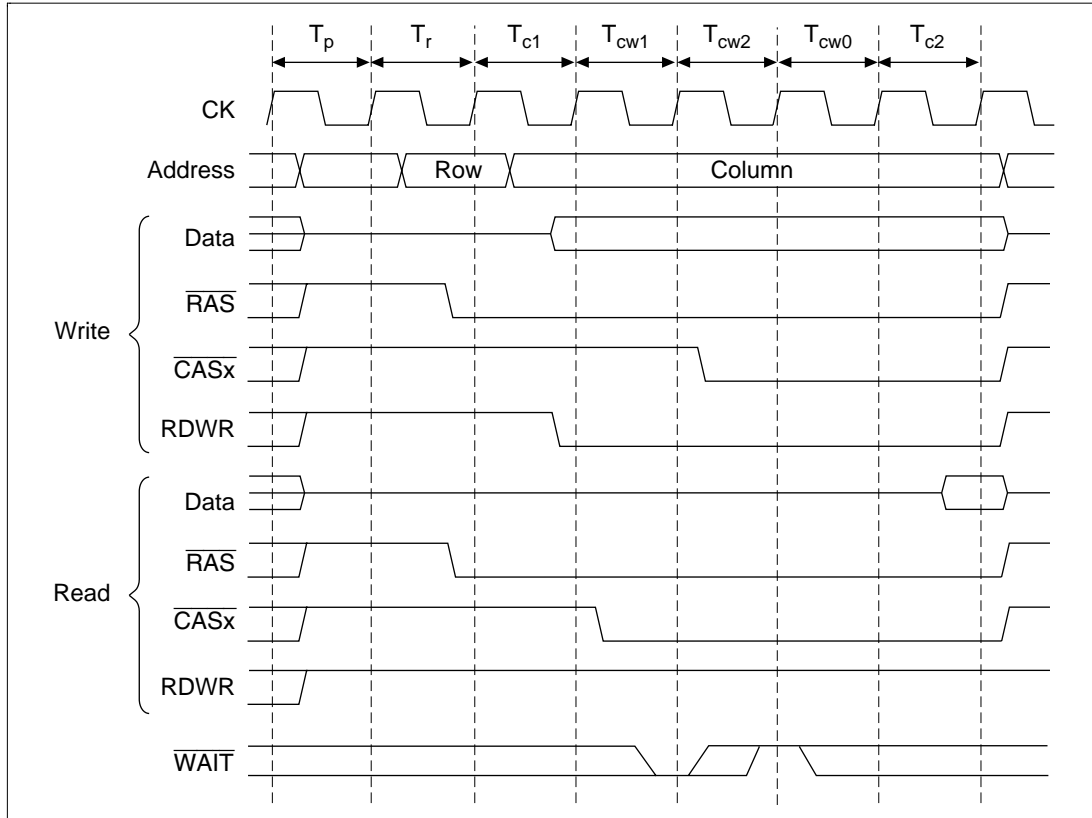 Tp Tr Tc1 Tcw1 Tcw2 Tcw0 Tc2
CK
Address Row Column
Write
Data
RAS
CASx
RDWR
Read
Data
RAS
CASx
RDWR
WAIT